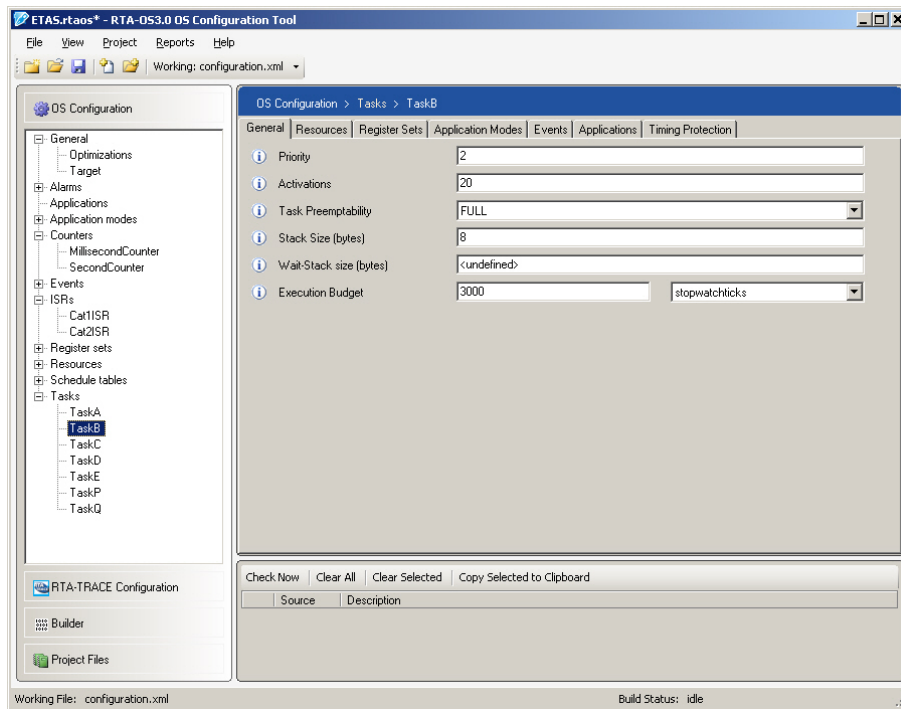 ETAS.rtaos* - RTA-OS3.0 OS Configuration Tool
File View Project Reports Help
Working: configuration.xml
OS Configuration
General
Optimizations
Target
Alarms
Applications
Application modes
Counters
MillisecondCounter
SecondCounter
Events
ISRs
Cat1ISR
Cat2ISR
Register sets
Resources
Schedule tables
Tasks
TaskA
TaskB
TaskC
TaskD
TaskE
TaskP
TaskQ
RTA-TRACE Configuration
Builder
Project Files
OS Configuration > Tasks > TaskB
General Resources Register Sets Application Modes Events Applications Timing Protection
Priority 2
Activations 20
Task Preemptability FULL
Stack Size (bytes) 8
Wait-Stack size (bytes) <undefined>
Execution Budget 3000 stopwatchticks
Check Now Clear All Clear Selected Copy Selected to Clipboard
Source Description
Working File: configuration.xml Build Status: idle